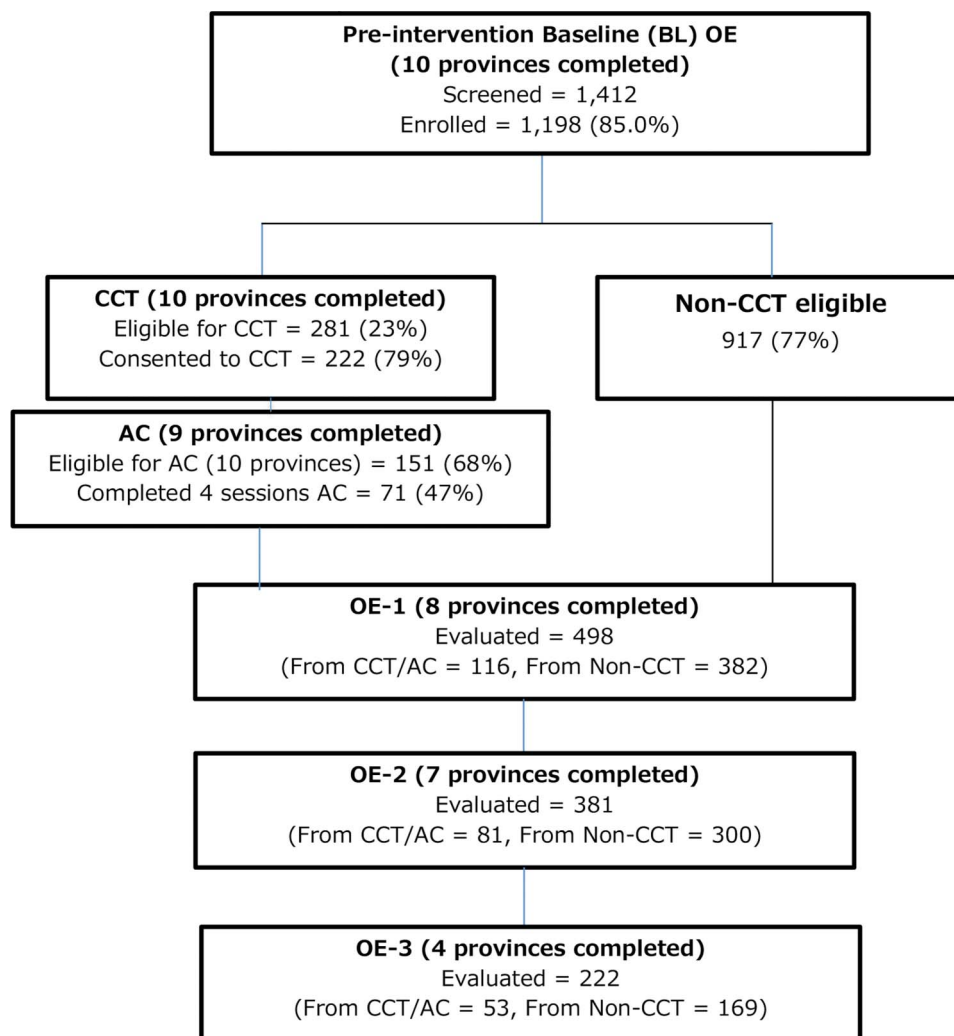 Pre-intervention Baseline (BL) OE
(10 provinces completed)
Screened = 1,412
Enrolled = 1,198 (85.0%)
CCT (10 provinces completed)
Eligible for CCT = 281 (23%)
Consented to CCT = 222 (79%)
Non-CCT eligible
917 (77%)
AC (9 provinces completed)
Eligible for AC (10 provinces) = 151 (68%)
Completed 4 sessions AC = 71 (47%)
OE-1 (8 provinces completed)
Evaluated = 498
(From CCT/AC = 116, From Non-CCT = 382)
OE-2 (7 provinces completed)
Evaluated = 381
(From CCT/AC = 81, From Non-CCT = 300)
OE-3 (4 provinces completed)
Evaluated = 222
(From CCT/AC = 53, From Non-CCT = 169)